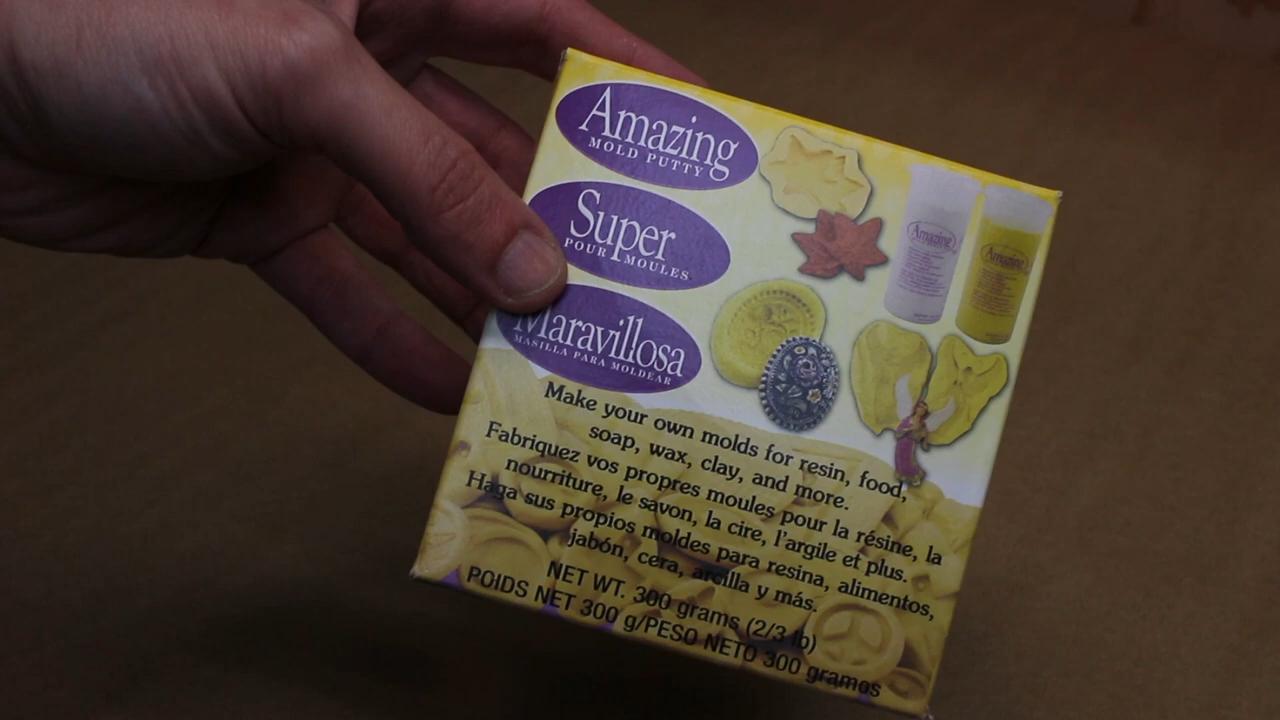 Amazing
MOLD PUTTY
Super
POUR MOULES
Maravillosa
MASILLA PARA MOLDEAR
Amazing
Amazing
Make your own molds for resin, food,
soap, wax, clay, and more.
Fabriquez vos propres moules pour la résine, la
nourriture, le savon, la cire, l'argile et plus.
Haga sus propios moldes para resina, alimentos,
jabón, cera, arcilla y más.
NET WT. 300 grams (2/3 lb)
POIDS NET 300 g/PESO NETO 300 gramos